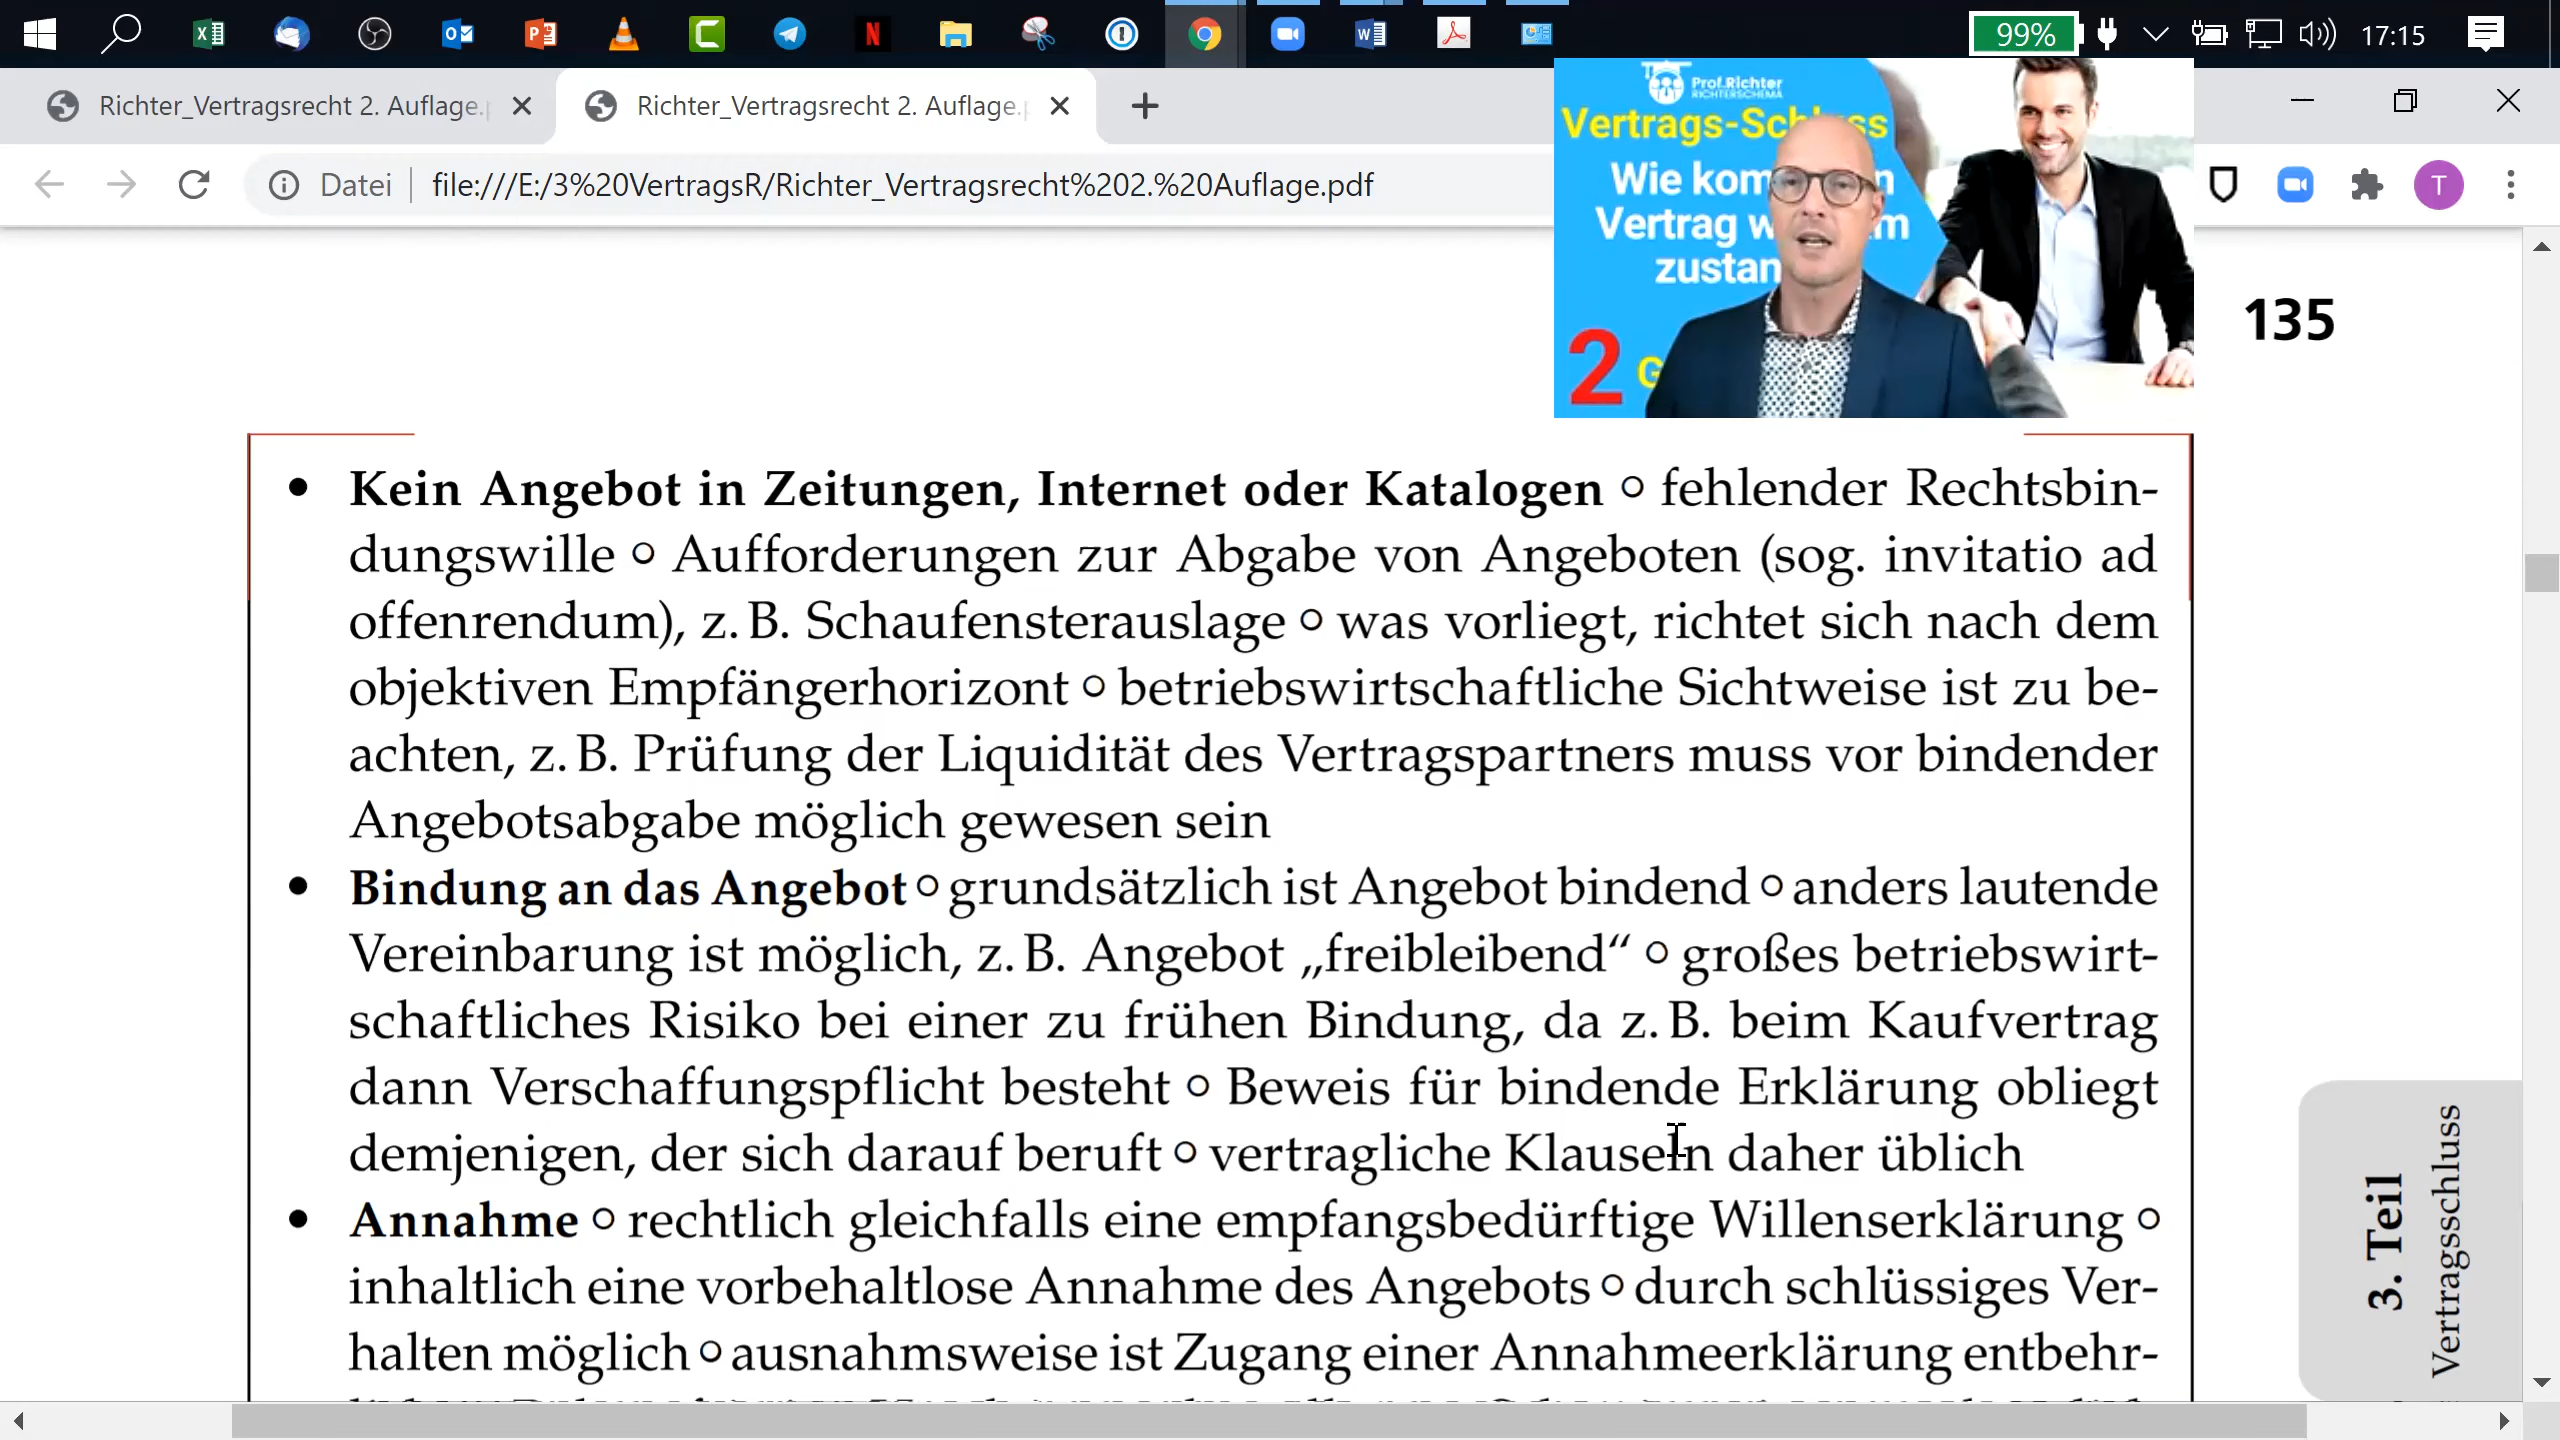 99%
17:15
Richter_Vertragsrecht 2. Auflage.
Richter_Vertragsrecht 2. Auflage.
Datei
file:///E:/3%20VertragsR/Richter_Vertragsrecht%202.%20Auflage.pdf
T
Prof.Richter
RICHTERSCHEMA
Vertrags-Sch ss
Wie kom n
Vertrag w m
zustan
2 G
135
• Kein Angebot in Zeitungen, Internet oder Katalogen ○ fehlender Rechtsbin-
dungswille ○ Aufforderungen zur Abgabe von Angeboten (sog. invitatio ad
offenrendum), z. B. Schaufensterauslage ○ was vorliegt, richtet sich nach dem
objektiven Empfängerhorizont ○ betriebswirtschaftliche Sichtweise ist zu be-
achten, z. B. Prüfung der Liquidität des Vertragspartners muss vor bindender
Angebotsabgabe möglich gewesen sein
• Bindung an das Angebot ○ grundsätzlich ist Angebot bindend ○ anders lautende
Vereinbarung ist möglich, z. B. Angebot „freibleibend“ ○ großes betriebswirt-
schaftliches Risiko bei einer zu frühen Bindung, da z. B. beim Kaufvertrag
dann Verschaffungspflicht besteht ○ Beweis für bindende Erklärung obliegt
demjenigen, der sich darauf beruft ○ vertragliche Klauseln daher üblich
• Annahme ○ rechtlich gleichfalls eine empfangsbedürftige Willenserklärung ○
inhaltlich eine vorbehaltlose Annahme des Angebots ○ durch schlüssiges Ver-
halten möglich ○ ausnahmsweise ist Zugang einer Annahmeerklärung entbehr-
3. Teil
Vertragsschluss